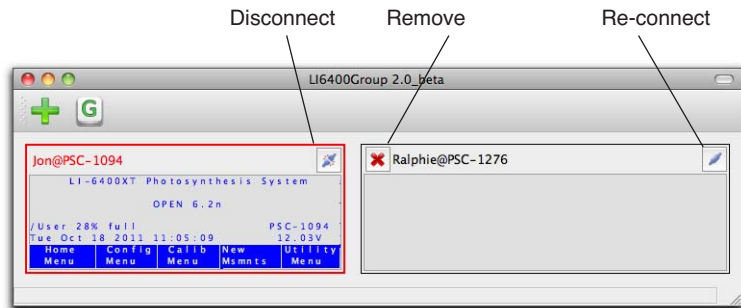 Disconnect Remove Re-connect
LI6400Group 2.0_beta
G
Jon@PSC-1094
Ralphie@PSC-1276
LI-6400XT Photosynthesis System
OPEN 6.2n
/User 28% full PSC-1094
Tue Oct 18 2011 11:05:09 12.03V
Home Config Calib New Utility
Menu Menu Menu Msmnts Menu